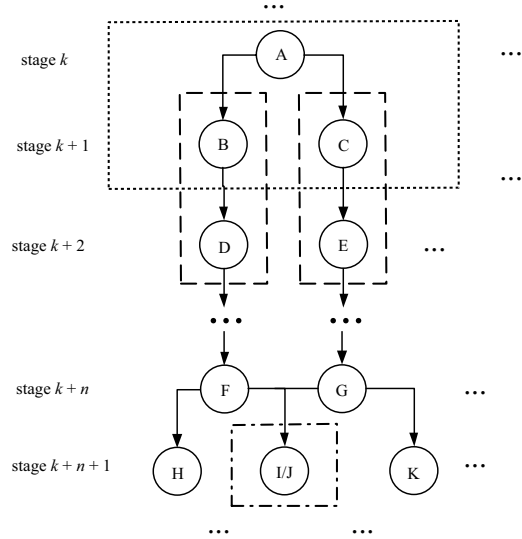 ...
stage k A ...
stage k + 1 B C ...
stage k + 2 D E ...
... ...
stage k + n F G ...
stage k + n + 1 H I/J K ...
... ...